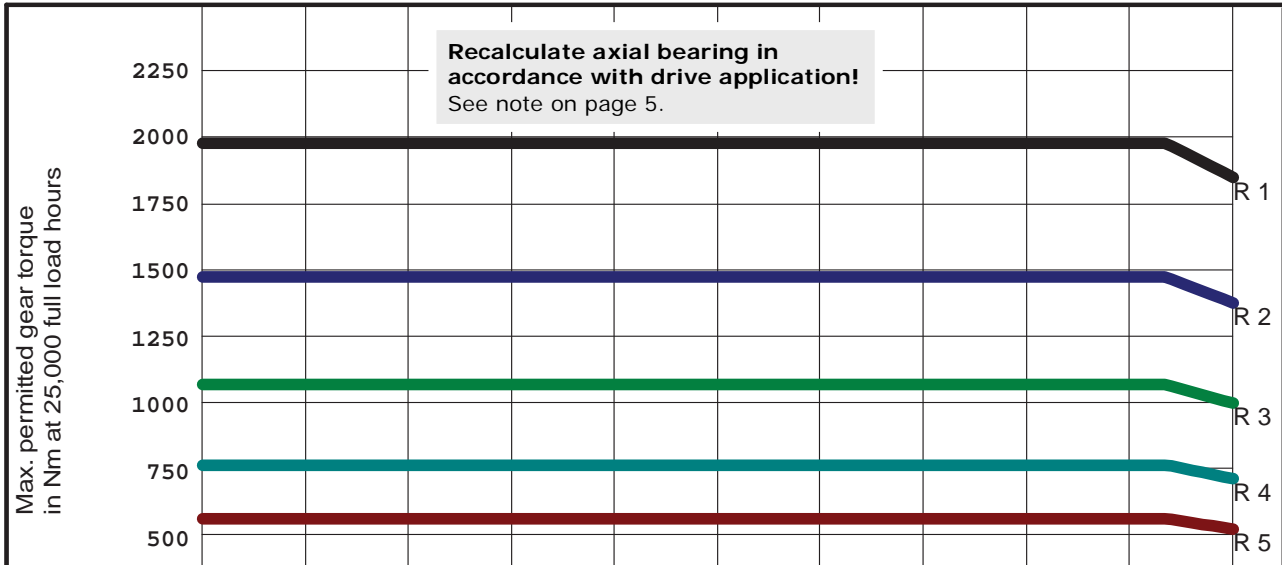 Recalculate axial bearing in
accordance with drive application!
See note on page 5.
2250
2000
1750
1500
1250
1000
750
500
Max. permitted gear torque
in Nm at 25,000 full load hours
R 1
R 2
R 3
R 4
R 5